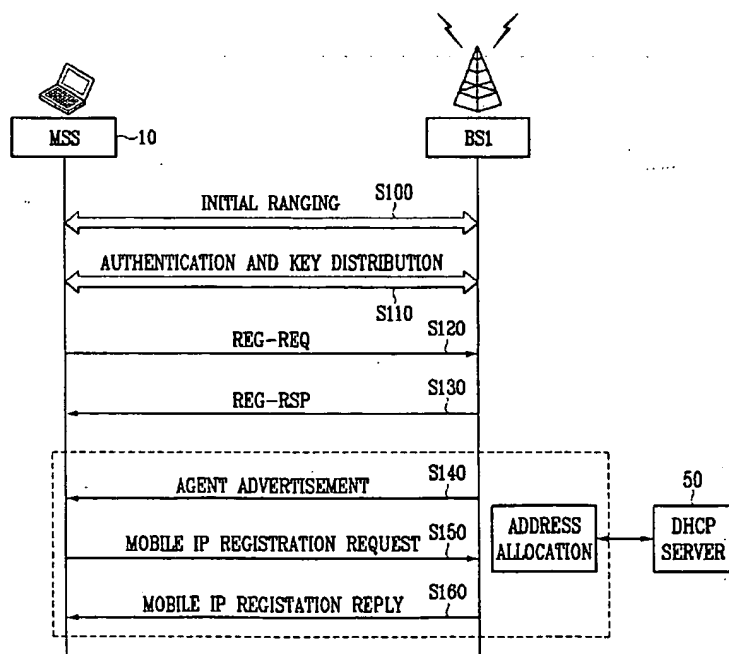 MSS
10
BS1
S100
INITIAL RANGING
AUTHENTICATION AND KEY DISTRIBUTION
S110
REG-REQ
S120
REG-RSP
S130
AGENT ADVERTISEMENT
S140
MOBILE IP REGISTRATION REQUEST
S150
MOBILE IP REGISTATION REPLY
S160
ADDRESS
ALLOCATION
50
DHCP
SERVER